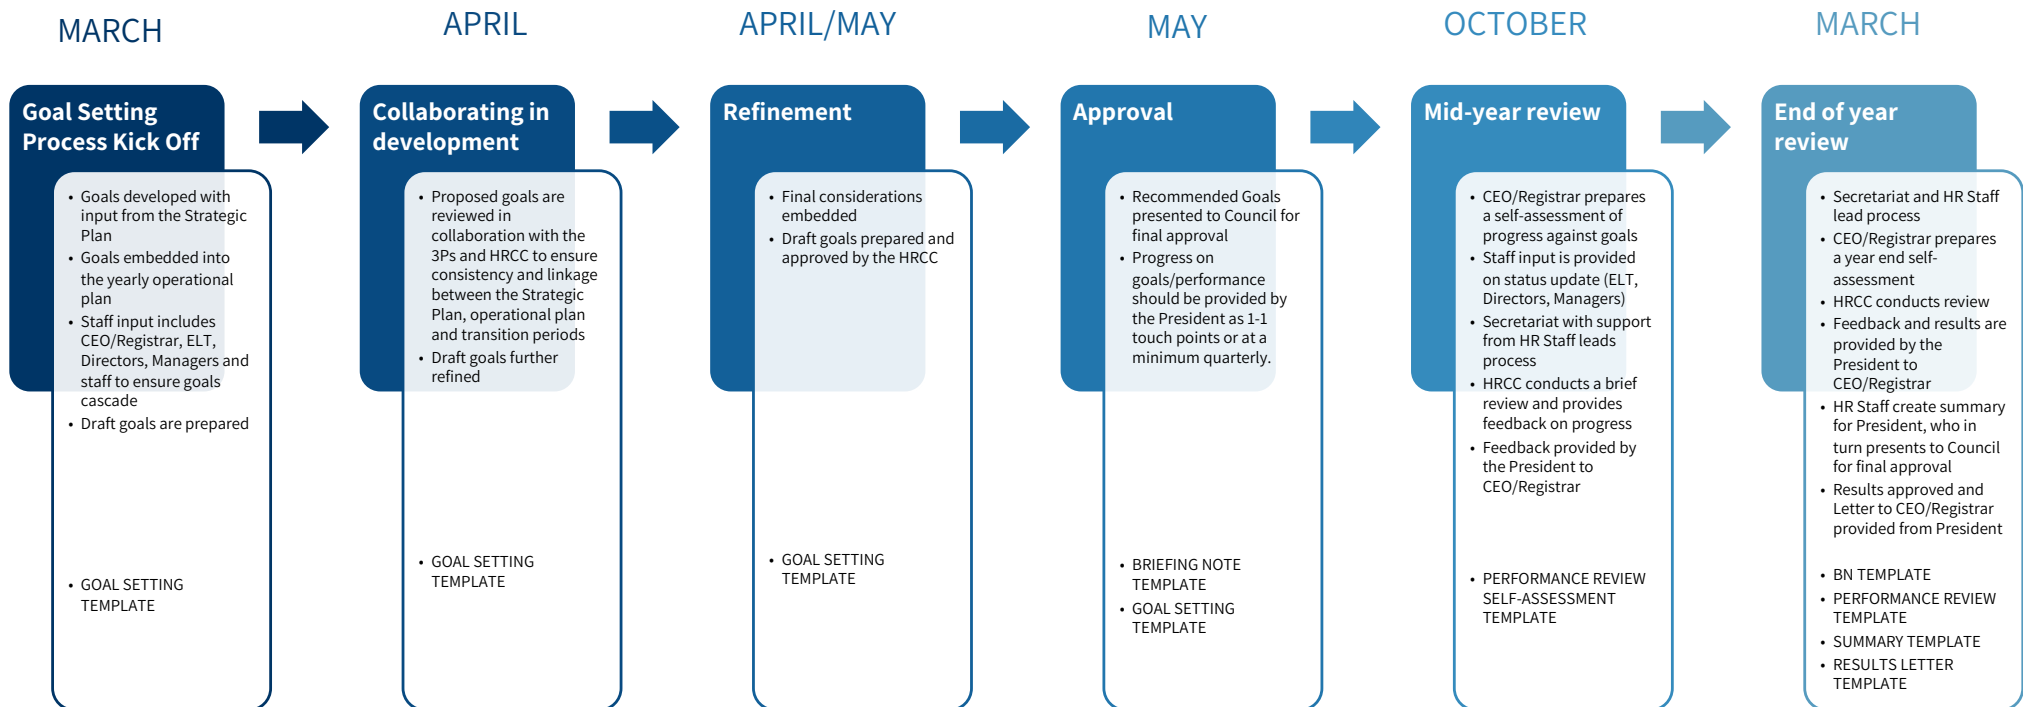 MARCH
APRIL
APRIL/MAY
MAY
OCTOBER
MARCH
Goal Setting
Process Kick Off
• Goals developed with
input from the Strategic
Plan
• Goals embedded into
the yearly operational
plan
• Staff input includes
CEO/Registrar, ELT,
Directors, Managers and
staff to ensure goals
cascade
• Draft goals are prepared
• GOAL SETTING
TEMPLATE
Collaborating in
development
• Proposed goals are
reviewed in
collaboration with the
3Ps and HRCC to ensure
consistency and linkage
between the Strategic
Plan, operational plan
and transition periods
• Draft goals further
refined
• GOAL SETTING
TEMPLATE
Refinement
• Final considerations
embedded
• Draft goals prepared and
approved by the HRCC
• GOAL SETTING
TEMPLATE
Approval
• Recommended Goals
presented to Council for
final approval
• Progress on
goals/performance
should be provided by
the President as 1-1
touch points or at a
minimum quarterly.
• BRIEFING NOTE
TEMPLATE
• GOAL SETTING
TEMPLATE
Mid-year review
• CEO/Registrar prepares
a self-assessment of
progress against goals
• Staff input is provided
on status update (ELT,
Directors, Managers)
• Secretariat with support
from HR Staff leads
process
• HRCC conducts a brief
review and provides
feedback on progress
• Feedback provided by
the President to
CEO/Registrar
• PERFORMANCE REVIEW
SELF-ASSESSMENT
TEMPLATE
End of year
review
• Secretariat and HR Staff
lead process
• CEO/Registrar prepares
a year end self-
assessment
• HRCC conducts review
• Feedback and results are
provided by the
President to
CEO/Registrar
• HR Staff create summary
for President, who in
turn presents to Council
for final approval
• Results approved and
Letter to CEO/Registrar
provided from President
• BN TEMPLATE
• PERFORMANCE REVIEW
TEMPLATE
• SUMMARY TEMPLATE
• RESULTS LETTER
TEMPLATE